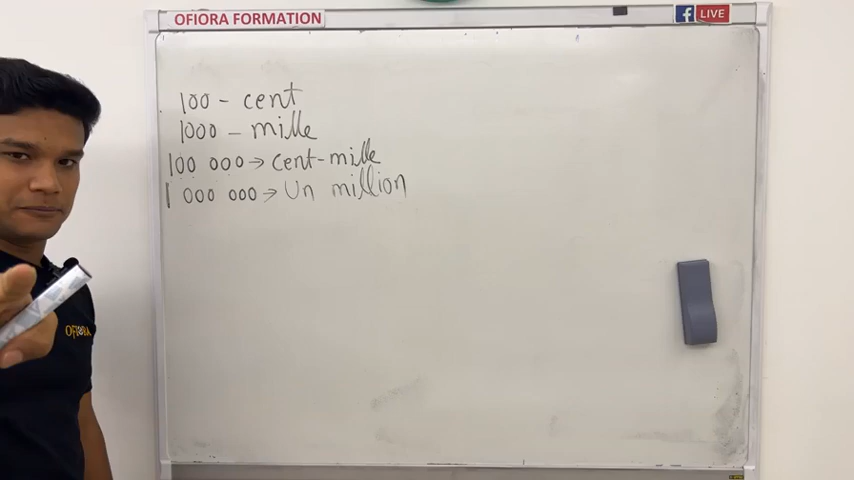 OFIORA FORMATION
f LIVE
100 - cent
1000 - mille
100 000 → cent-mille
1 000 000 → Un million
OFIORA